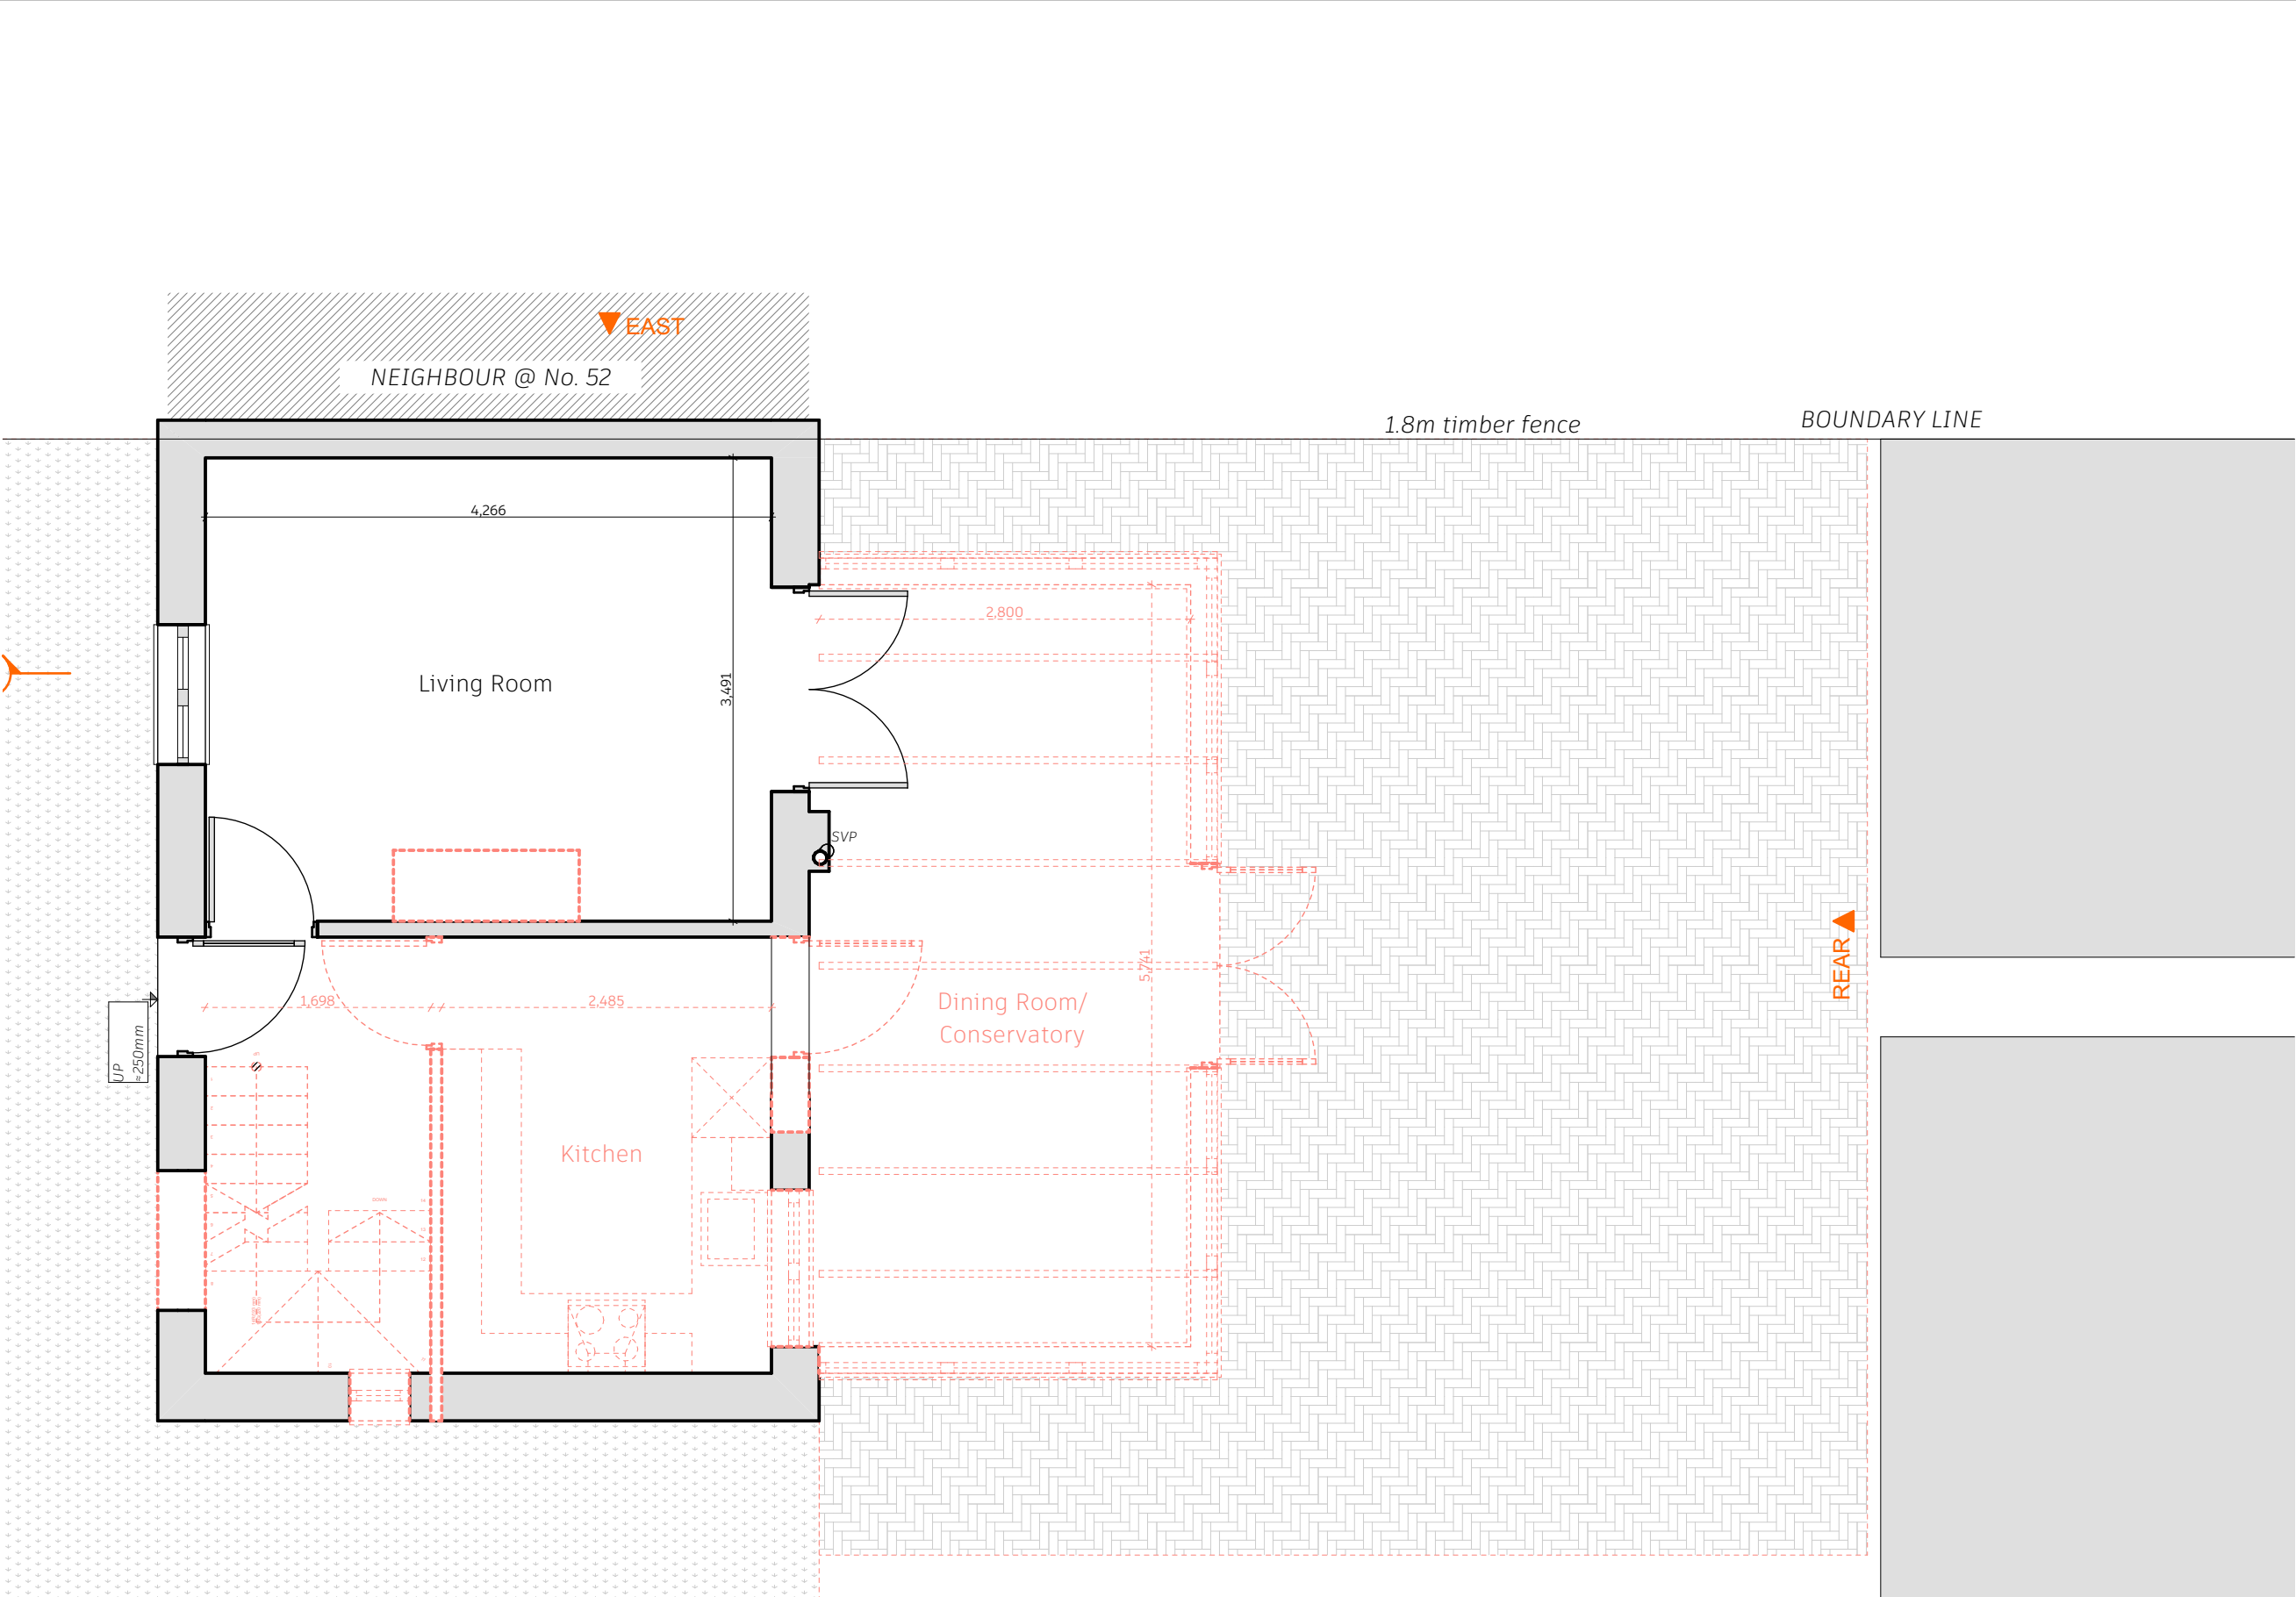 EAST
NEIGHBOUR @ No. 52
1.8m timber fence
BOUNDARY LINE
4,266
2,800
Living Room
3,491
SVP
REAR
5,741
1,698
2,485
Dining Room/
Conservatory
UP
≈250mm
Kitchen